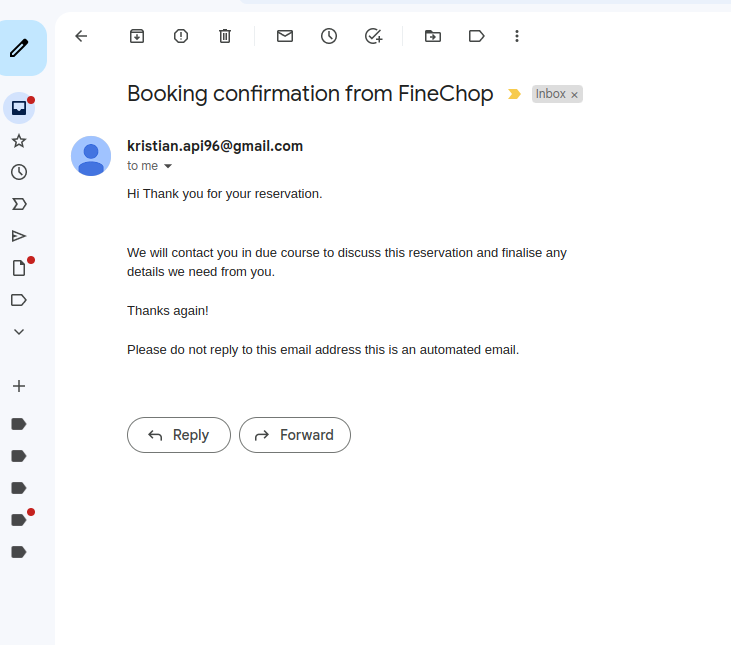 Booking confirmation from FineChop
Inbox ×
kristian.api96@gmail.com
to me
Hi Thank you for your reservation.
We will contact you in due course to discuss this reservation and finalise any
details we need from you.
Thanks again!
Please do not reply to this email address this is an automated email.
Reply
Forward